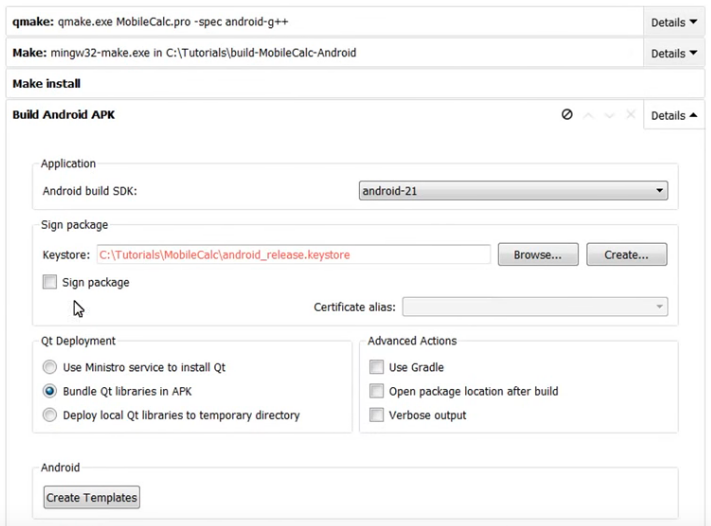 qmake: qmake.exe MobileCalc.pro -spec android-g++ Details
Make: mingw32-make.exe in C:\Tutorials\build-MobileCalc-Android Details
Make install
Build Android APK Details
Application
Android build SDK: android-21
Sign package
Keystore: C:\Tutorials\MobileCalc\android_release.keystore Browse... Create...
Sign package
Certificate alias:
Qt Deployment
Use Ministro service to install Qt
Bundle Qt libraries in APK
Deploy local Qt libraries to temporary directory
Advanced Actions
Use Gradle
Open package location after build
Verbose output
Android
Create Templates